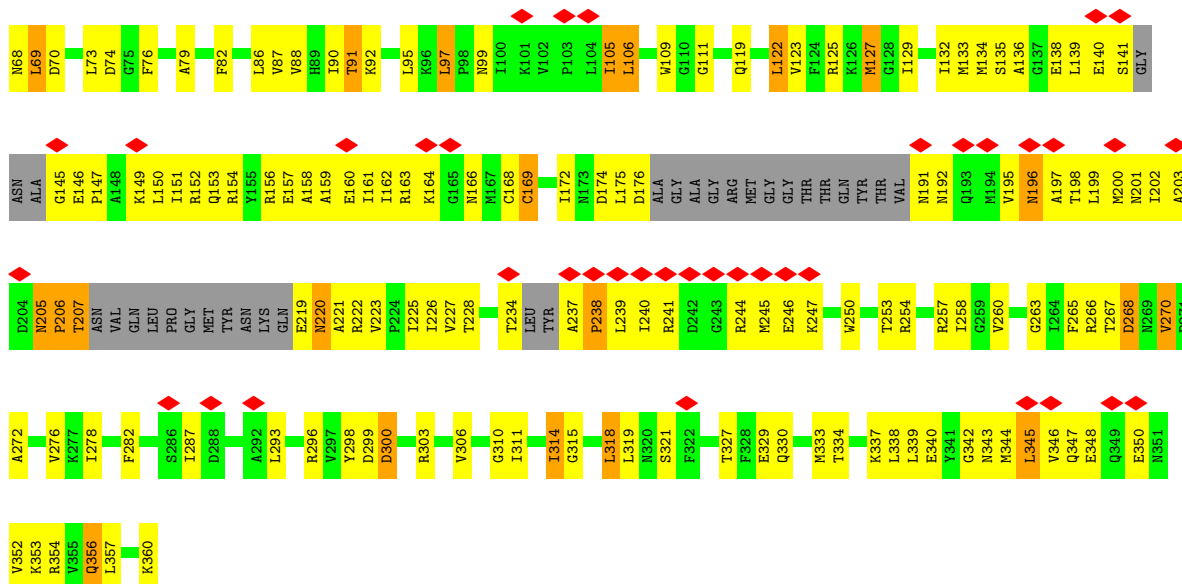 N68 L69 D70 L73 D74 G75 F76 A79 F82 L86 V87 V88 H89 I90 T91 K92 L95 K96 L97 P98 N99 I100 K101 V102 P103 L104 I105 L106 W109 G110 G111 Q119 L122 V123 F124 R125 K126 M127 G128 I129 I132 M133 M134 S135 A136 G137 E138 L139 E140 S141 GLY
ASN ALA G145 E146 P147 A148 K149 L150 I151 R152 Q153 R154 Y155 R156 E157 A158 A159 E160 I161 I162 R163 K164 G165 N166 M167 C168 C169 I172 N173 D174 L175 D176 ALA GLY ALA GLY ARG MET GLY GLY THR THR GLN TYR THR VAL N191 N192 Q193 M194 V195 N196 A197 T198 L199 M200 N201 I202 A203
D204 N205 P206 T207 ASN VAL GLN LEU PRO GLY MET TYR ASN LYS GLN E219 N220 A221 R222 V223 P224 I225 I226 V227 T228 T234 LEU TYR A237 P238 L239 I240 R241 D242 G243 R244 M245 E246 K247 W250 T253 R254 R257 I258 G259 V260 G263 I264 F265 R266 T267 D268 N269 V270
A272 V276 K277 I278 F282 S286 I287 D288 A292 L293 R296 V297 Y298 D299 D300 R303 V306 G310 I311 I314 G315 L318 L319 N320 S321 F322 T327 F328 E329 Q330 M333 T334 K337 L338 L339 E340 Y341 G342 N343 M344 L345 V346 Q347 E348 Q349 E350 N351
V352 K353 R354 V355 Q356 L357 K360